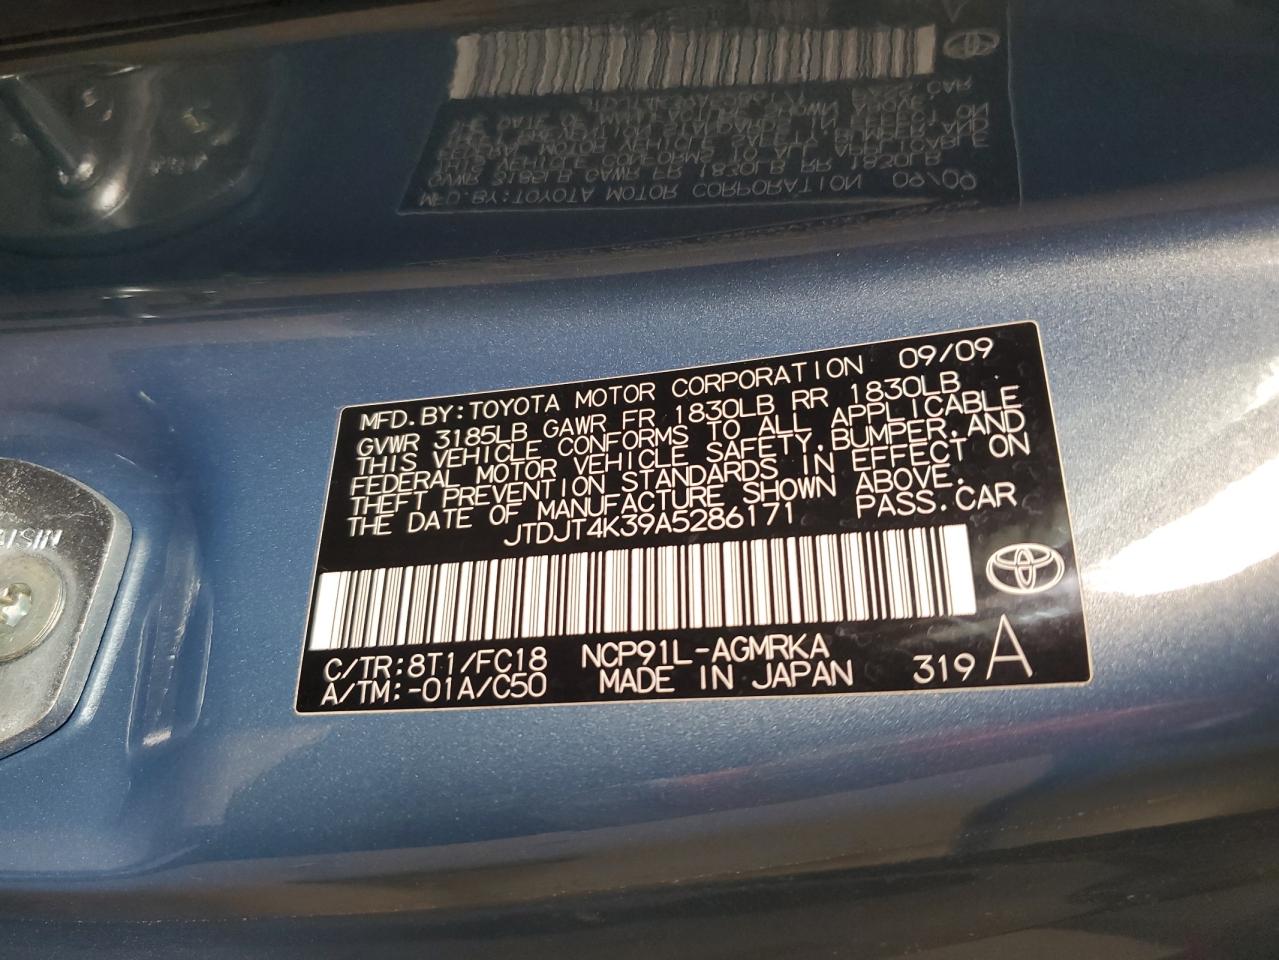 MFD.BY:TOYOTA MOTOR CORPORATION 09/09
GVWR 3185LB GAWR FR 1830LB RR 1830LB
THIS VEHICLE CONFORMS TO ALL APPLICABLE
FEDERAL MOTOR VEHICLE SAFETY,BUMPER,AND
THEFT PREVENTION STANDARDS IN EFFECT ON
THE DATE OF MANUFACTURE SHOWN ABOVE.
JTDJT4K39A5286171 PASS.CAR
C/TR:8T1/FC18 NCP91L-AGMRKA
A/TM:-01A/C50 MADE IN JAPAN 319 A